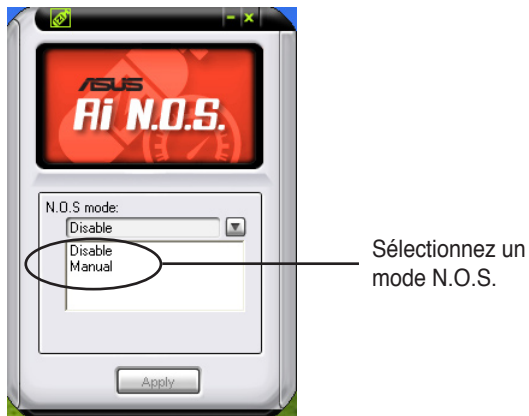 ASUS
Ai N.O.S.
N.O.S mode:
Disable
Disable
Manual
Sélectionnez un
mode N.O.S.
Apply